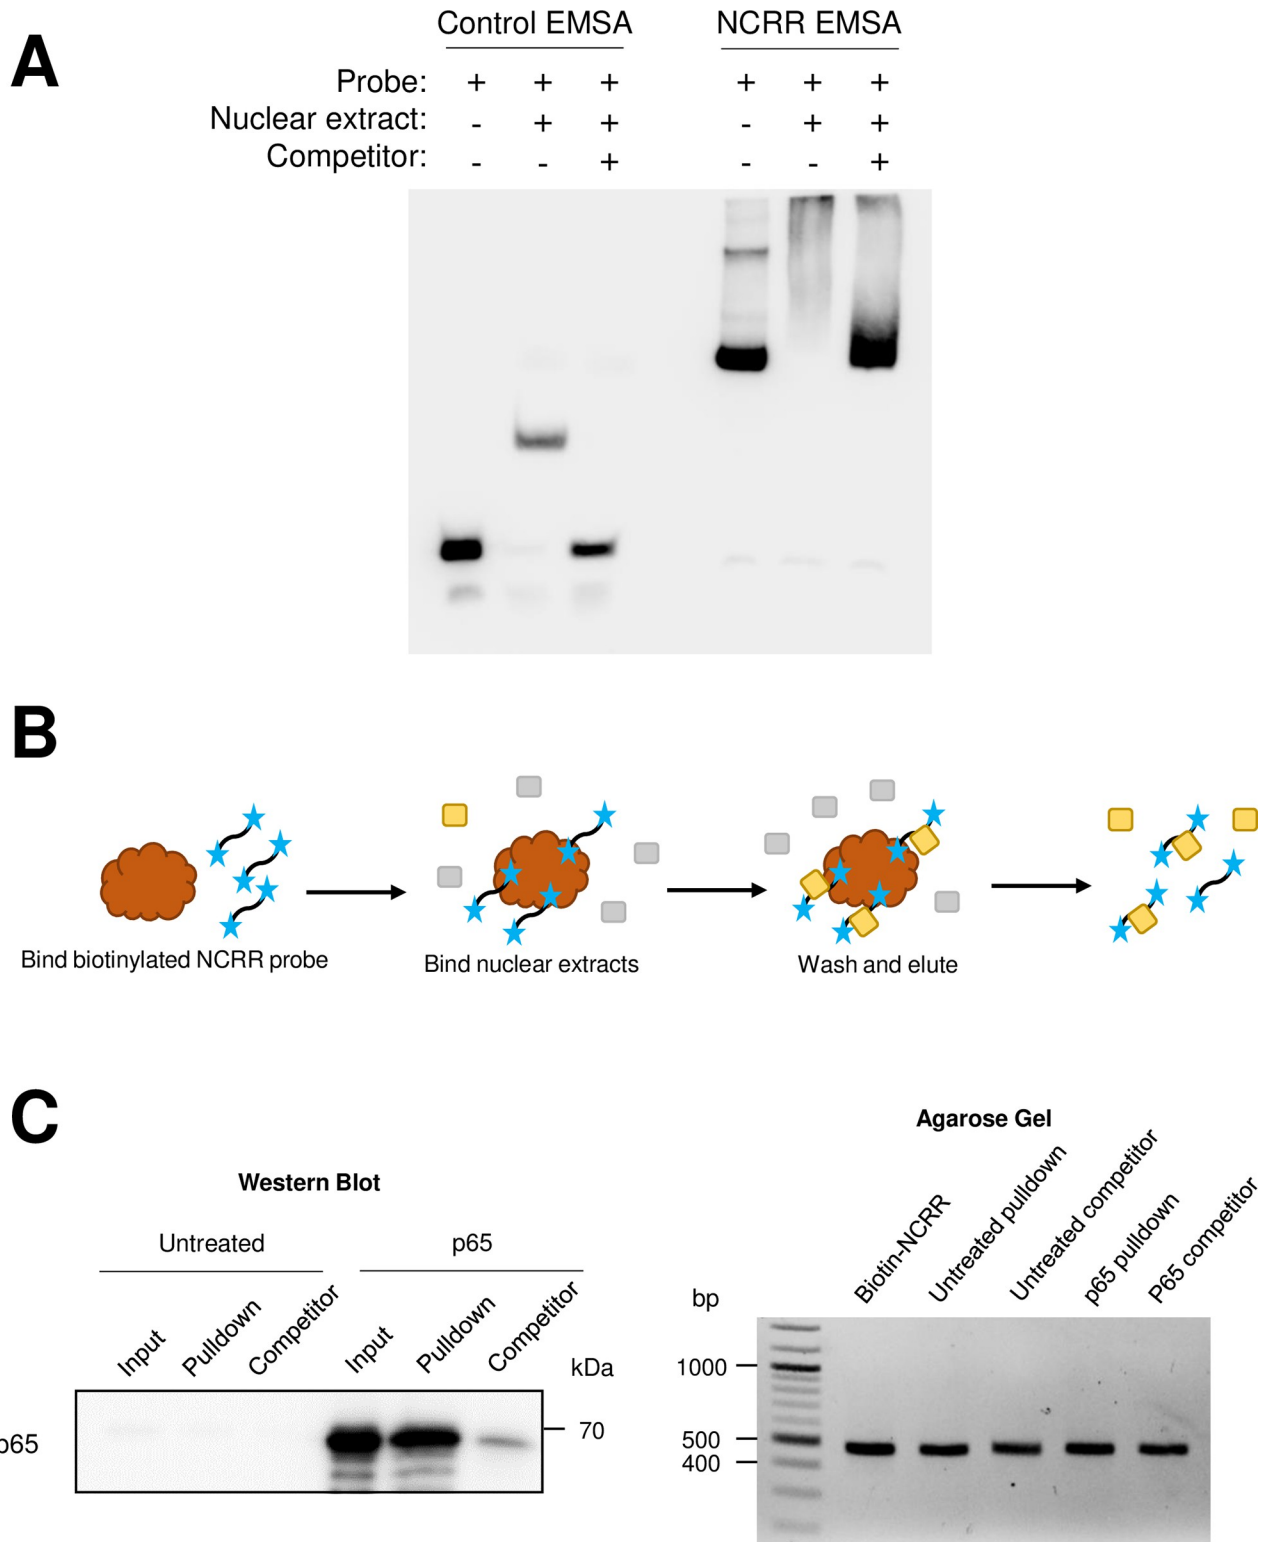 A
Control EMSA NCRR EMSA
Probe: + + + + + +
Nuclear extract: - + + - + +
Competitor: - - + - - +
B
Bind biotinylated NCRR probe Bind nuclear extracts Wash and elute
C
Western Blot
Untreated p65
Input Pulldown Competitor Input Pulldown Competitor
kDa
70
p65
Agarose Gel
Biotin-NCRR Untreated pulldown Untreated competitor p65 pulldown P65 competitor
bp
1000
500
400